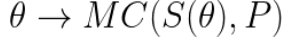 θ → MC(S(θ), P)